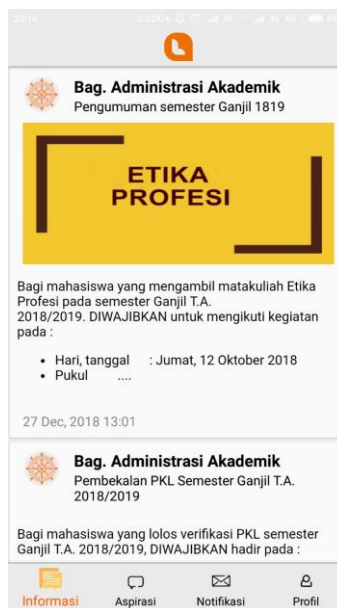 20:16
Bag. Administrasi Akademik
Pengumuman semester Ganjil 1819
ETIKA
PROFESI
Bagi mahasiswa yang mengambil matakuliah Etika
Profesi pada semester Ganjil T.A.
2018/2019. DIWAJIBKAN untuk mengikuti kegiatan
pada :
• Hari, tanggal : Jumat, 12 Oktober 2018
• Pukul ....
27 Dec, 2018 13:01
Bag. Administrasi Akademik
Pembekalan PKL Semester Ganjil T.A.
2018/2019
Bagi mahasiswa yang lolos verifikasi PKL semester
Ganjil T.A. 2018/2019, DIWAJIBKAN hadir pada :
Informasi Aspirasi Notifikasi Profil